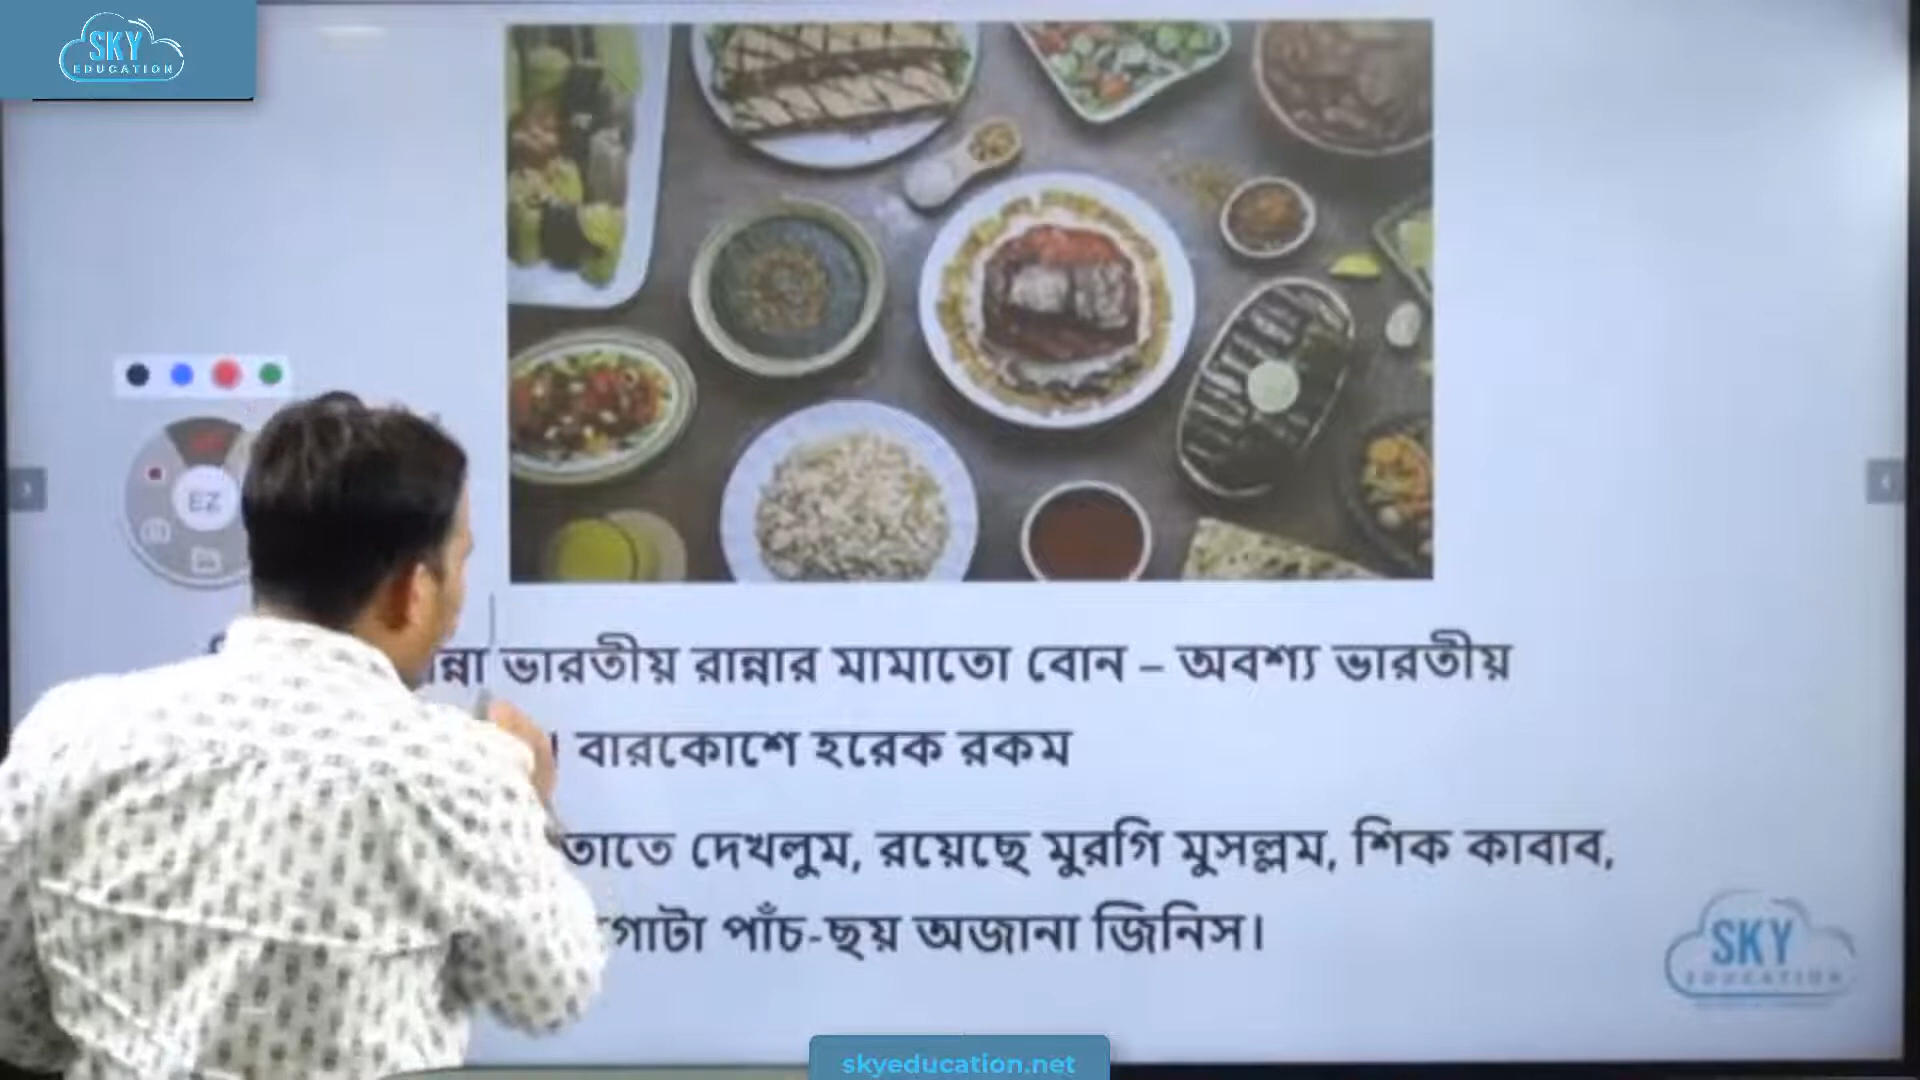 SKY
EDUCATION
EZ
ভারতীয় রান্নার মামাতো বোন – অবশ্য ভারতীয়
। বারকোশে হরেক রকম
তাতে দেখলুম, রয়েছে মুরগি মুসল্লম, শিক কাবাব,
গোটা পাঁচ-ছয় অজানা জিনিস।
SKY
EDUCATION
skyeducation.net